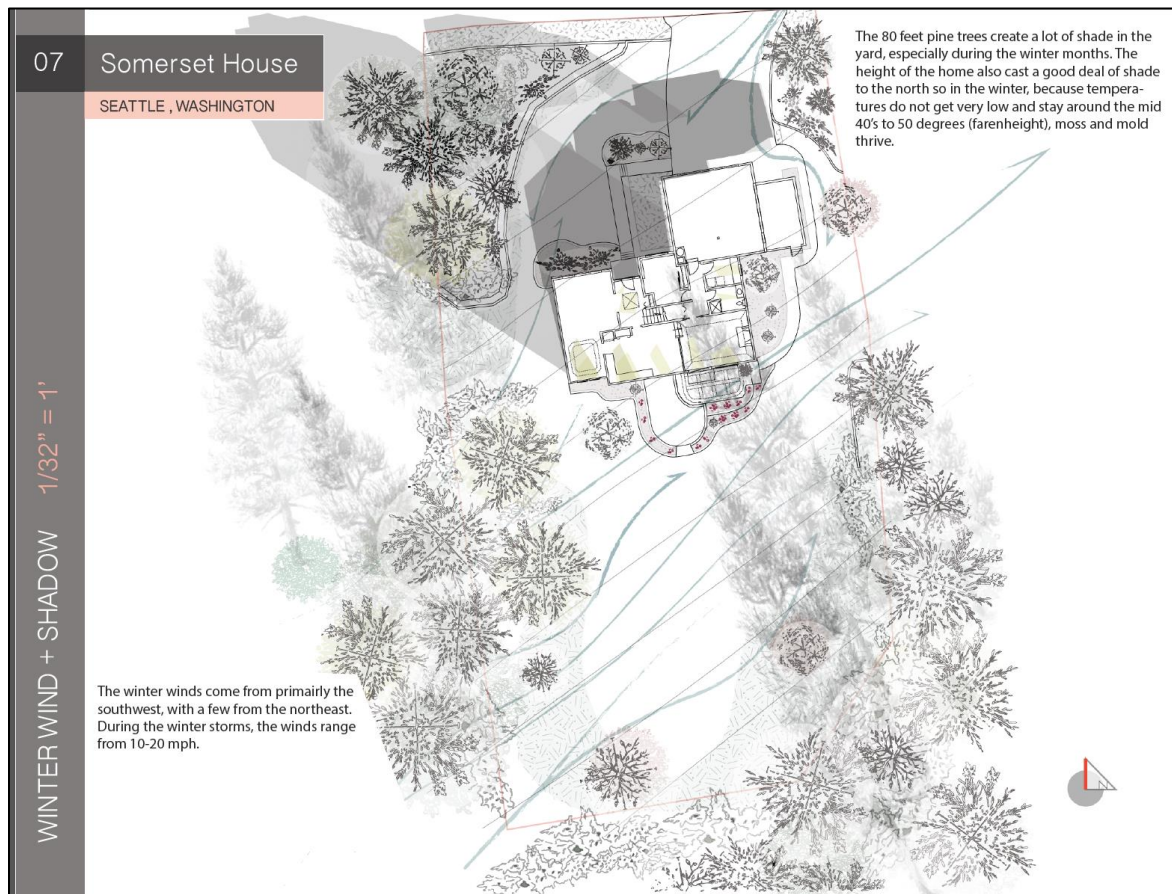 07
Somerset House
SEATTLE , WASHINGTON
The 80 feet pine trees create a lot of shade in the
yard, especially during the winter months. The
height of the home also cast a good deal of shade
to the north so in the winter, because tempera-
tures do not get very low and stay around the mid
40's to 50 degrees (farenheight), moss and mold
thrive.
WINTER WIND + SHADOW 1/32" = 1'
The winter winds come from primairly the
southwest, with a few from the northeast.
During the winter storms, the winds range
from 10-20 mph.